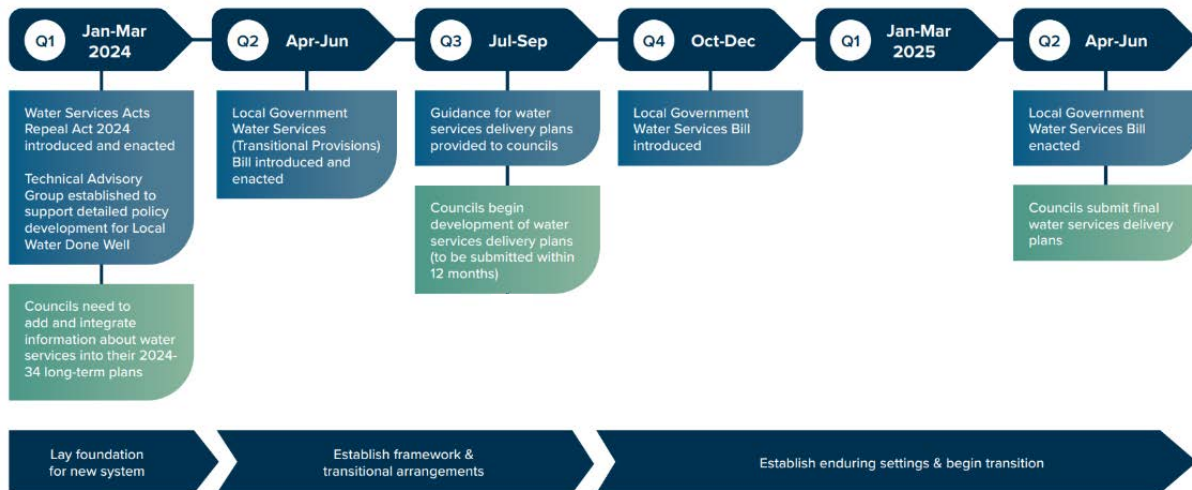 Q1
Jan-Mar
2024
Q2
Apr-Jun
Q3
Jul-Sep
Q4
Oct-Dec
Q1
Jan-Mar
2025
Q2
Apr-Jun
Water Services Acts
Repeal Act 2024
introduced and enacted
Technical Advisory
Group established to
support detailed policy
development for Local
Water Done Well
Councils need to
add and integrate
information about water
services into their 2024-
34 long-term plans
Local Government
Water Services
(Transitional Provisions)
Bill introduced and
enacted
Guidance for water
services delivery plans
provided to councils
Councils begin
development of water
services delivery plans
(to be submitted within
12 months)
Local Government
Water Services Bill
introduced
Local Government
Water Services Bill
enacted
Councils submit final
water services delivery
plans
Lay foundation
for new system
Establish framework &
transitional arrangements
Establish enduring settings & begin transition